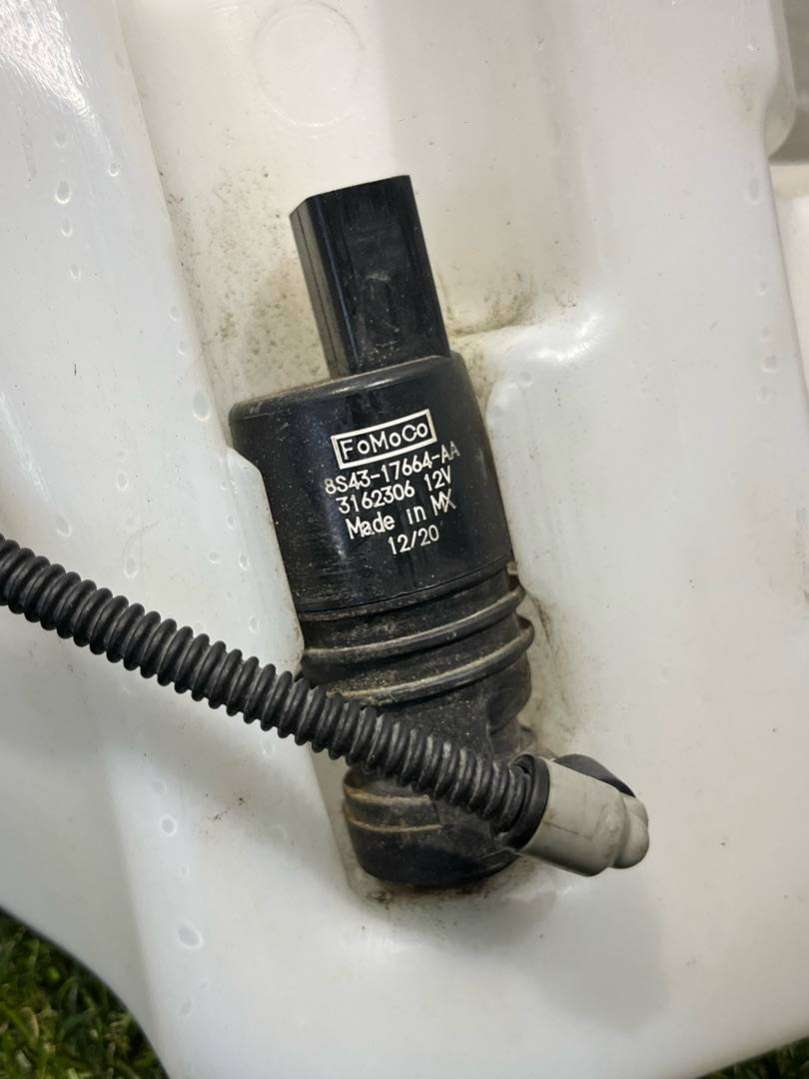 FoMoCo
8S43-17664-AA
3162306 12V
Made in MX
12/20